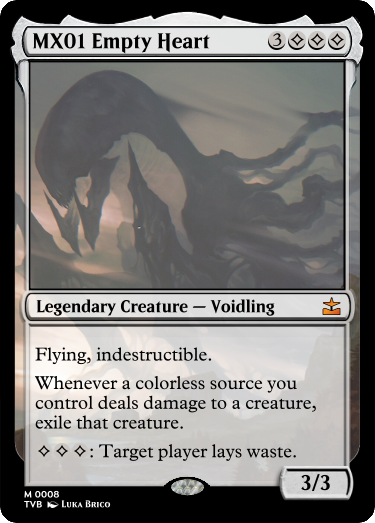 MX01 Empty Heart 3
Legendary Creature — Voidling
Flying, indestructible.
Whenever a colorless source you
control deals damage to a creature,
exile that creature.
: Target player lays waste.
3/3
M 0008
TVB Luka Brico